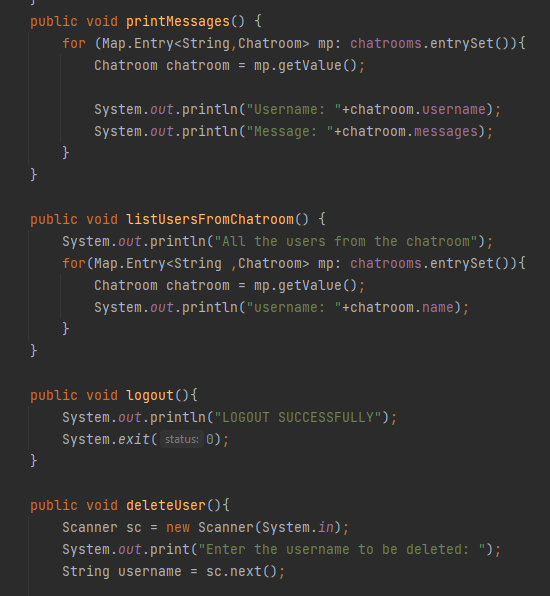 }
public void printMessages() {
for (Map.Entry<String,Chatroom> mp: chatrooms.entrySet()){
Chatroom chatroom = mp.getValue();
System.out.println("Username: "+chatroom.username);
System.out.println("Message: "+chatroom.messages);
}
}
public void listUsersFromChatroom() {
System.out.println("All the users from the chatroom");
for(Map.Entry<String ,Chatroom> mp: chatrooms.entrySet()){
Chatroom chatroom = mp.getValue();
System.out.println("username: "+chatroom.name);
}
}
public void logout(){
System.out.println("LOGOUT SUCCESSFULLY");
System.exit( status: 0);
}
public void deleteUser(){
Scanner sc = new Scanner(System.in);
System.out.print("Enter the username to be deleted: ");
String username = sc.next();